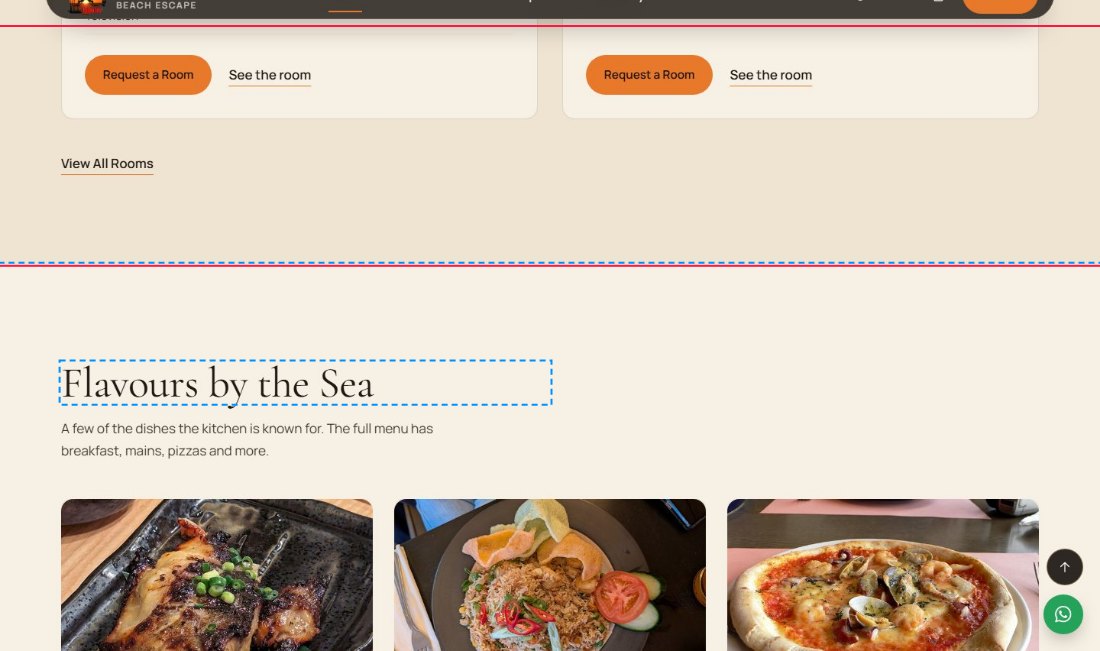 BEACH ESCAPE
Request a Room
See the room
Request a Room
See the room
View All Rooms
Flavours by the Sea
A few of the dishes the kitchen is known for. The full menu has
breakfast, mains, pizzas and more.